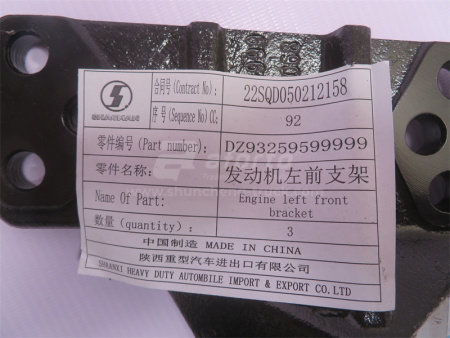 SHACMAN
合同号(Contract No): 22SQD050212158
序 号(Sequence No)CC: 92
零件编号(Part number): DZ93259599999
零件名称: 发动机左前支架
Name Of Part: Engine left front bracket
数量(quantity): 3
中国制造 MADE IN CHINA
陕西重型汽车进出口有限公司
SHAANXI HEAVY DUTY AUTOMBILE IMPORT & EXPORT CO.LTD